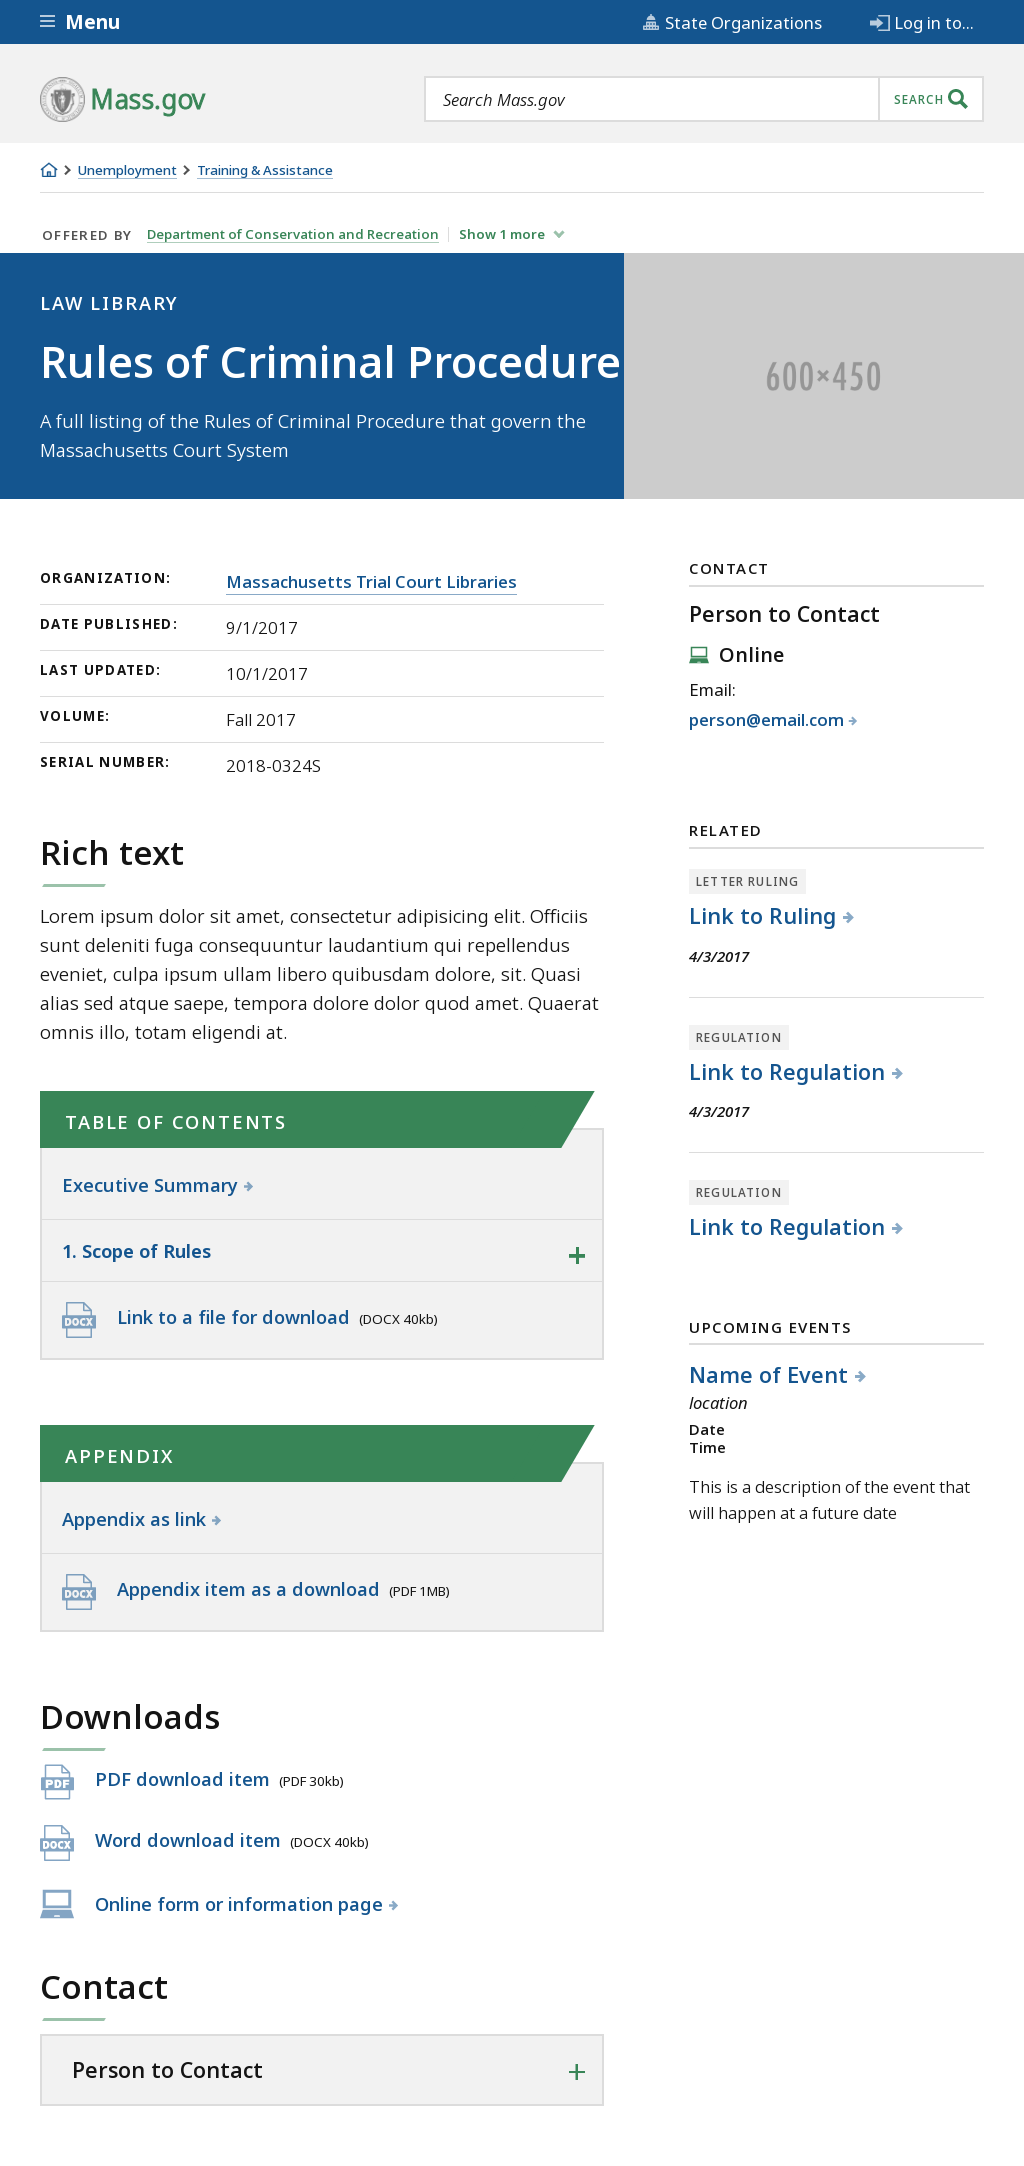 Menu
State Organizations
Log in to...
Mass.gov
Search Mass.gov
SEARCH
Unemployment
Training & Assistance
OFFERED BY Department of Conservation and Recreation Show 1 more
LAW LIBRARY
Rules of Criminal Procedure
A full listing of the Rules of Criminal Procedure that govern the
Massachusetts Court System
600×450
ORGANIZATION: Massachusetts Trial Court Libraries
DATE PUBLISHED: 9/1/2017
LAST UPDATED: 10/1/2017
VOLUME: Fall 2017
SERIAL NUMBER: 2018-0324S
Rich text
Lorem ipsum dolor sit amet, consectetur adipisicing elit. Officiis
sunt deleniti fuga consequuntur laudantium qui repellendus
eveniet, culpa ipsum ullam libero quibusdam dolore, sit. Quasi
alias sed atque saepe, tempora dolore dolor quod amet. Quaerat
omnis illo, totam eligendi at.
TABLE OF CONTENTS
Executive Summary
1. Scope of Rules
DOCX Link to a file for download (DOCX 40kb)
APPENDIX
Appendix as link
DOCX Appendix item as a download (PDF 1MB)
Downloads
PDF PDF download item (PDF 30kb)
DOCX Word download item (DOCX 40kb)
Online form or information page
Contact
Person to Contact
CONTACT
Person to Contact
Online
Email:
person@email.com
RELATED
LETTER RULING
Link to Ruling
4/3/2017
REGULATION
Link to Regulation
4/3/2017
REGULATION
Link to Regulation
UPCOMING EVENTS
Name of Event
location
Date
Time
This is a description of the event that
will happen at a future date